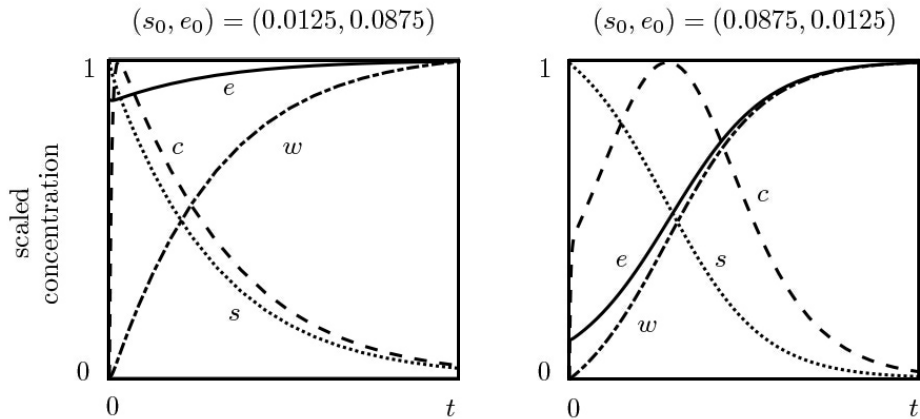 (s₀, e₀) = (0.0125, 0.0875)
1
e
c
w
scaled
concentration
s
0
0
t
(s₀, e₀) = (0.0875, 0.0125)
1
c
e
s
w
0
0
t